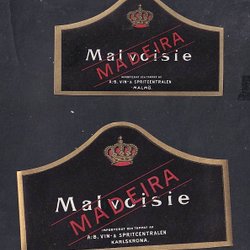 Malvoisie
MADEIRA
IMPORTERAT OCH TAPPAT AV
A.-B. VIN- & SPRITCENTRALEN
MALMÖ.
Malvoisie
MADEIRA
IMPORTERAT OCH TAPPAT AV
A.-B. VIN- & SPRITCENTRALEN
KARLSKRONA.